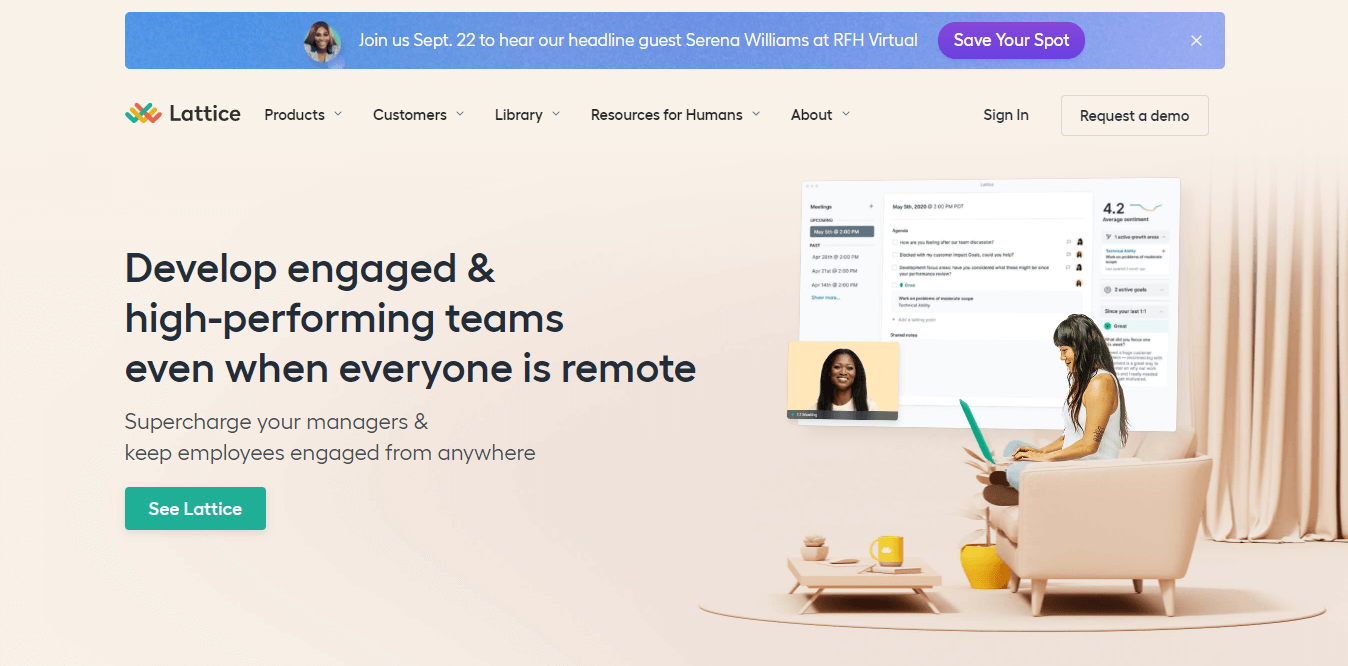 Join us Sept. 22 to hear our headline guest Serena Williams at RFH Virtual
Save Your Spot
Lattice
Products
Customers
Library
Resources for Humans
About
Sign In
Request a demo
Develop engaged &
high-performing teams
even when everyone is remote
Supercharge your managers &
keep employees engaged from anywhere
See Lattice
Lattice
Meetings +
UPCOMING
May 5th @ 2:00 PM
PAST
Apr 28th @ 2:00 PM
Apr 21st @ 2:00 PM
Apr 14th @ 2:00 PM
Show more...
May 5th, 2020 @ 2:00 PM PDT
Agenda
How are you feeling after our team discussion?
Blocked with my customer impact Goals, could you help?
Development focus areas: have you considered what these might be since
your performance review?
Grow
Work on problems of moderate scope
Technical Ability
+ Add a talking point
Shared notes
4.2
Average sentiment
1 active growth areas
Technical Ability
Work on problems of moderate
scope
2 active goals
Since your last 1:1
Great
What did you focus
1:1 Meeting